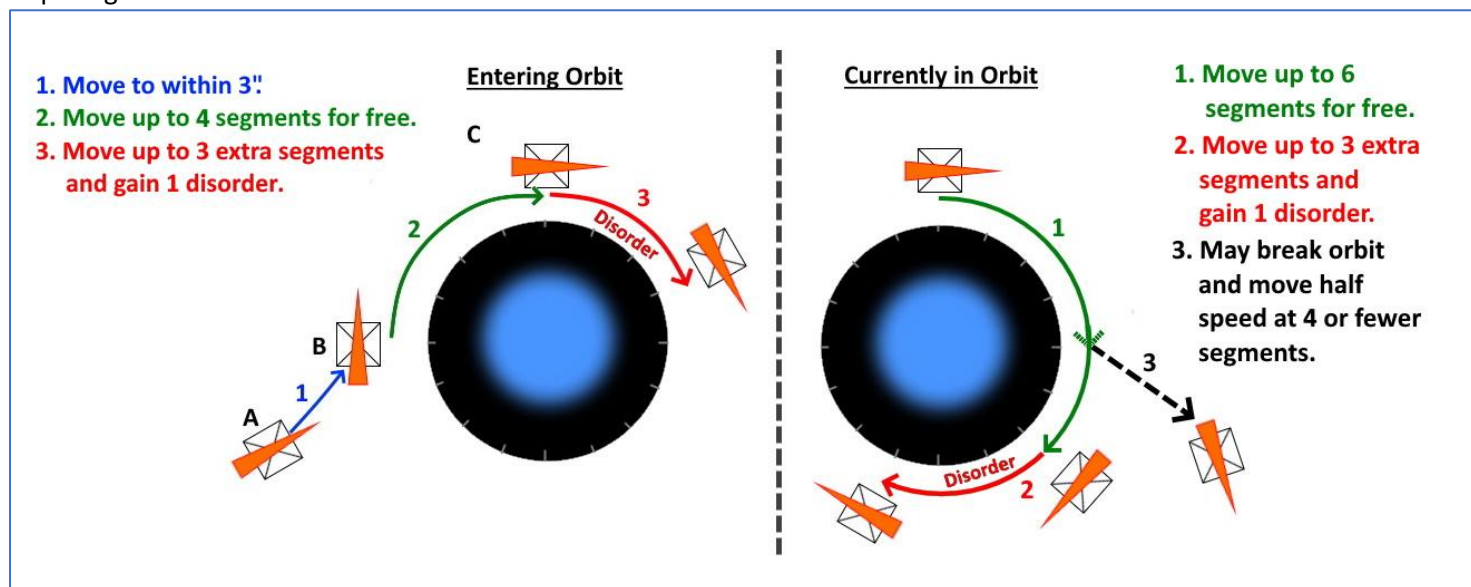 1. Move to within 3".
2. Move up to 4 segments for free.
3. Move up to 3 extra segments
and gain 1 disorder.
Entering Orbit
C
2
3
Disorder
B
1
A
Currently in Orbit
1
3
Disorder
2
1. Move up to 6
segments for free.
2. Move up to 3 extra
segments and
gain 1 disorder.
3. May break orbit
and move half
speed at 4 or fewer
segments.